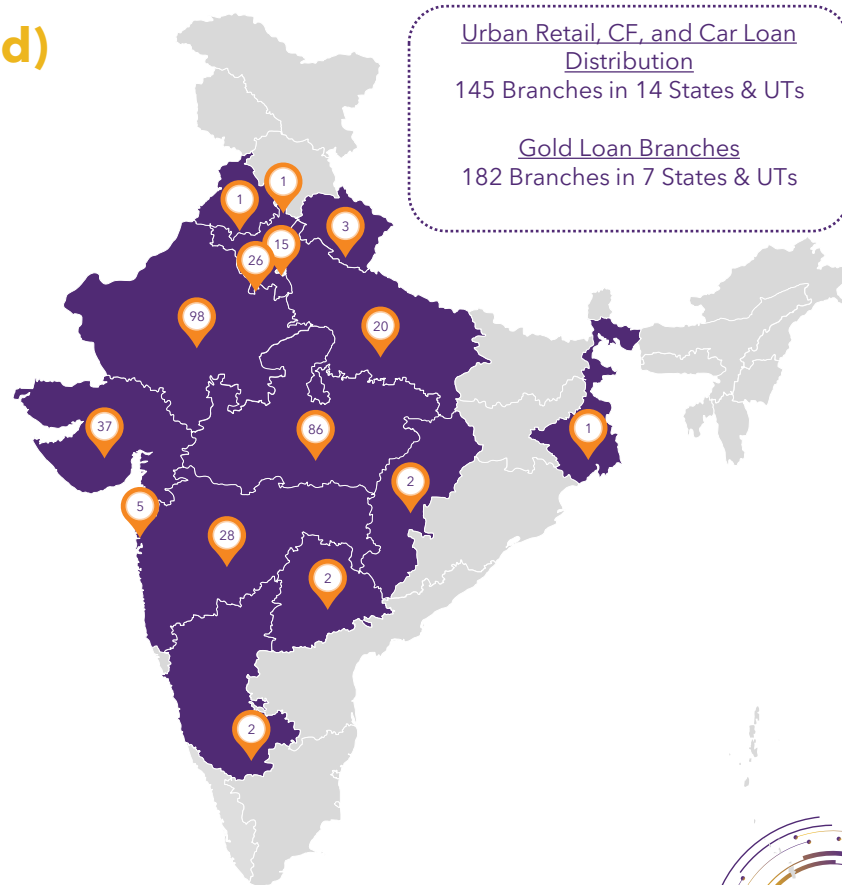 d)
Urban Retail, CF, and Car Loan
Distribution
145 Branches in 14 States & UTs
Gold Loan Branches
182 Branches in 7 States & UTs
1
1
3
15
26
98
20
37
86
1
2
5
28
2
2